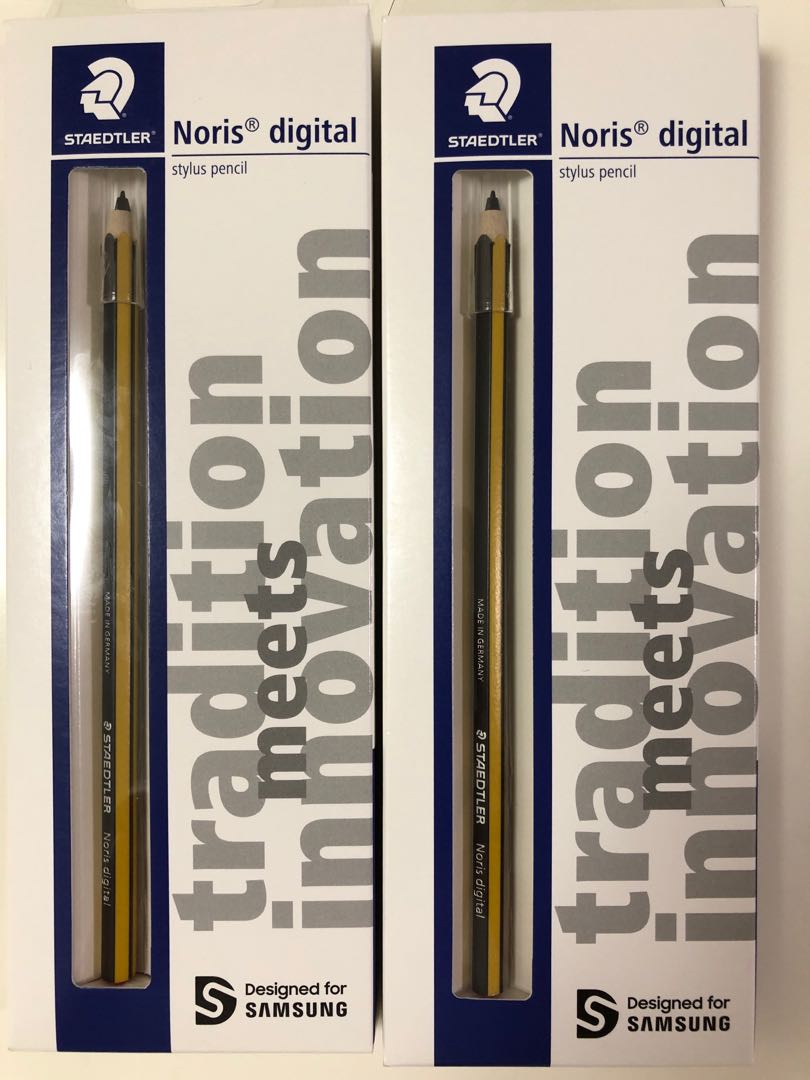 STAEDTLER®
Noris® digital
stylus pencil
tradition
meets
innovation
MADE IN GERMANY
STAEDTLER Noris digital
Designed for
SAMSUNG
STAEDTLER®
Noris® digital
stylus pencil
tradition
meets
innovation
MADE IN GERMANY
STAEDTLER Noris digital
Designed for
SAMSUNG